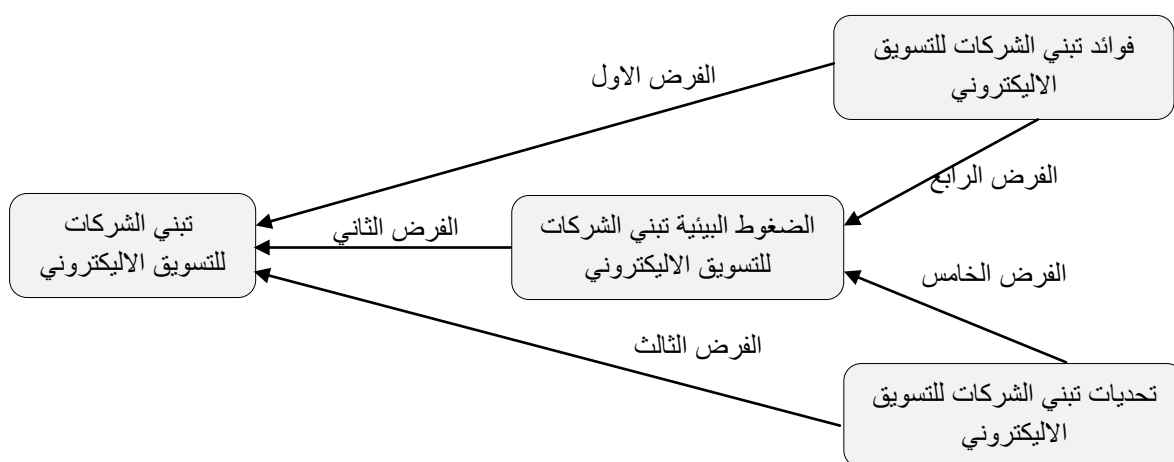 فوائد تبني الشركات للتسويق
الاليكتروني
الفرض الاول
الفرض الرابع
تبني الشركات
للتسويق الاليكتروني
الفرض الثاني
الضغوط البيئية تبني الشركات
للتسويق الاليكتروني
الفرض الخامس
الفرض الثالث
تحديات تبني الشركات للتسويق
الاليكتروني